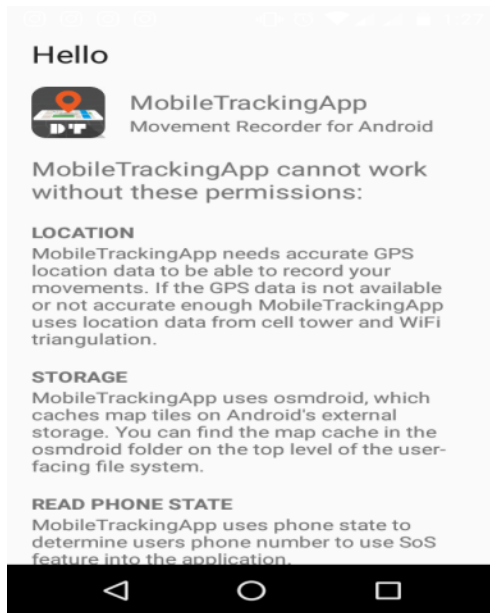 Hello
DT
MobileTrackingApp
Movement Recorder for Android
MobileTrackingApp cannot work
without these permissions:
LOCATION
MobileTrackingApp needs accurate GPS
location data to be able to record your
movements. If the GPS data is not available
or not accurate enough MobileTrackingApp
uses location data from cell tower and WiFi
triangulation.
STORAGE
MobileTrackingApp uses osmdroid, which
caches map tiles on Android's external
storage. You can find the map cache in the
osmdroid folder on the top level of the user-
facing file system.
READ PHONE STATE
MobileTrackingApp uses phone state to
determine users phone number to use SoS
feature into the application.